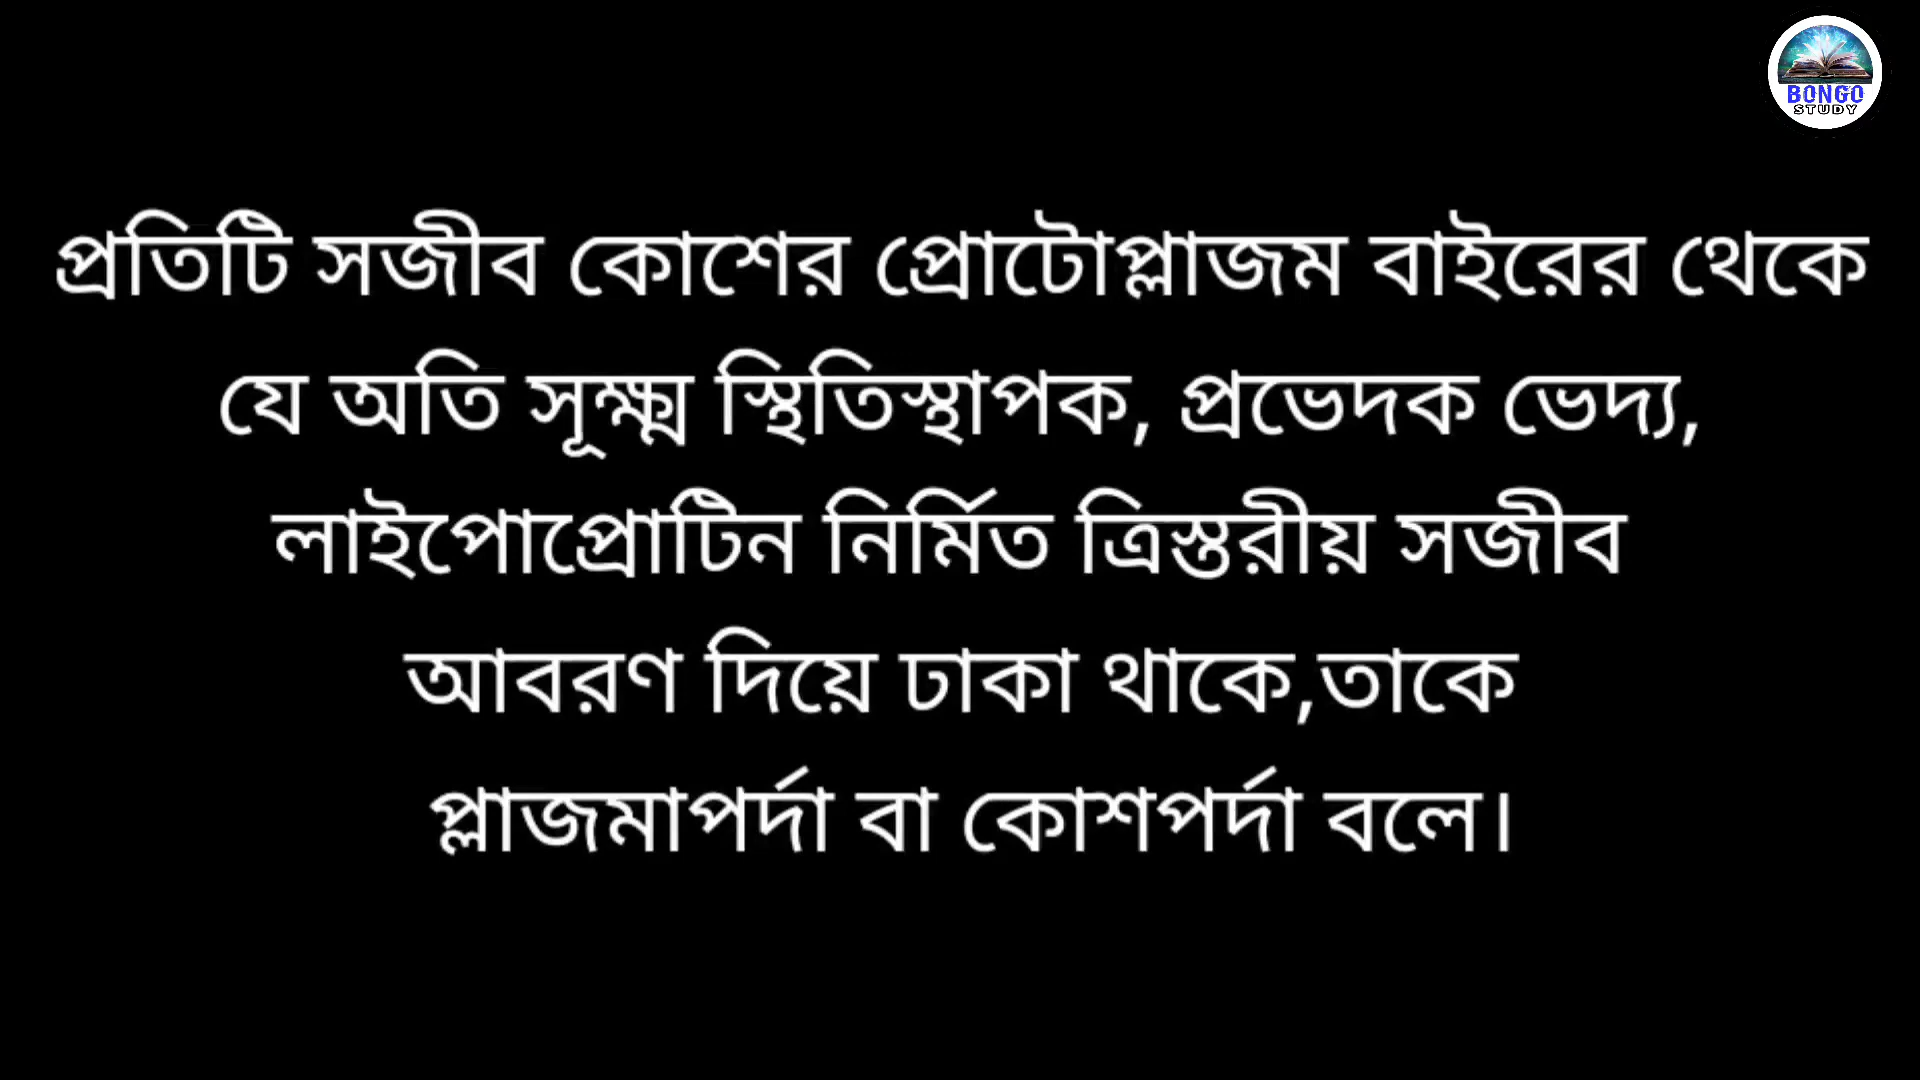 BONGO
STUDY
প্রতিটি সজীব কোশের প্রোটোপ্লাজম বাইরের থেকে
যে অতি সূক্ষ্ম স্থিতিস্থাপক, প্রভেদক ভেদ্য,
লাইপোপ্রোটিন নির্মিত ত্রিস্তরীয় সজীব
আবরণ দিয়ে ঢাকা থাকে,তাকে
প্লাজমাপর্দা বা কোশপর্দা বলে।